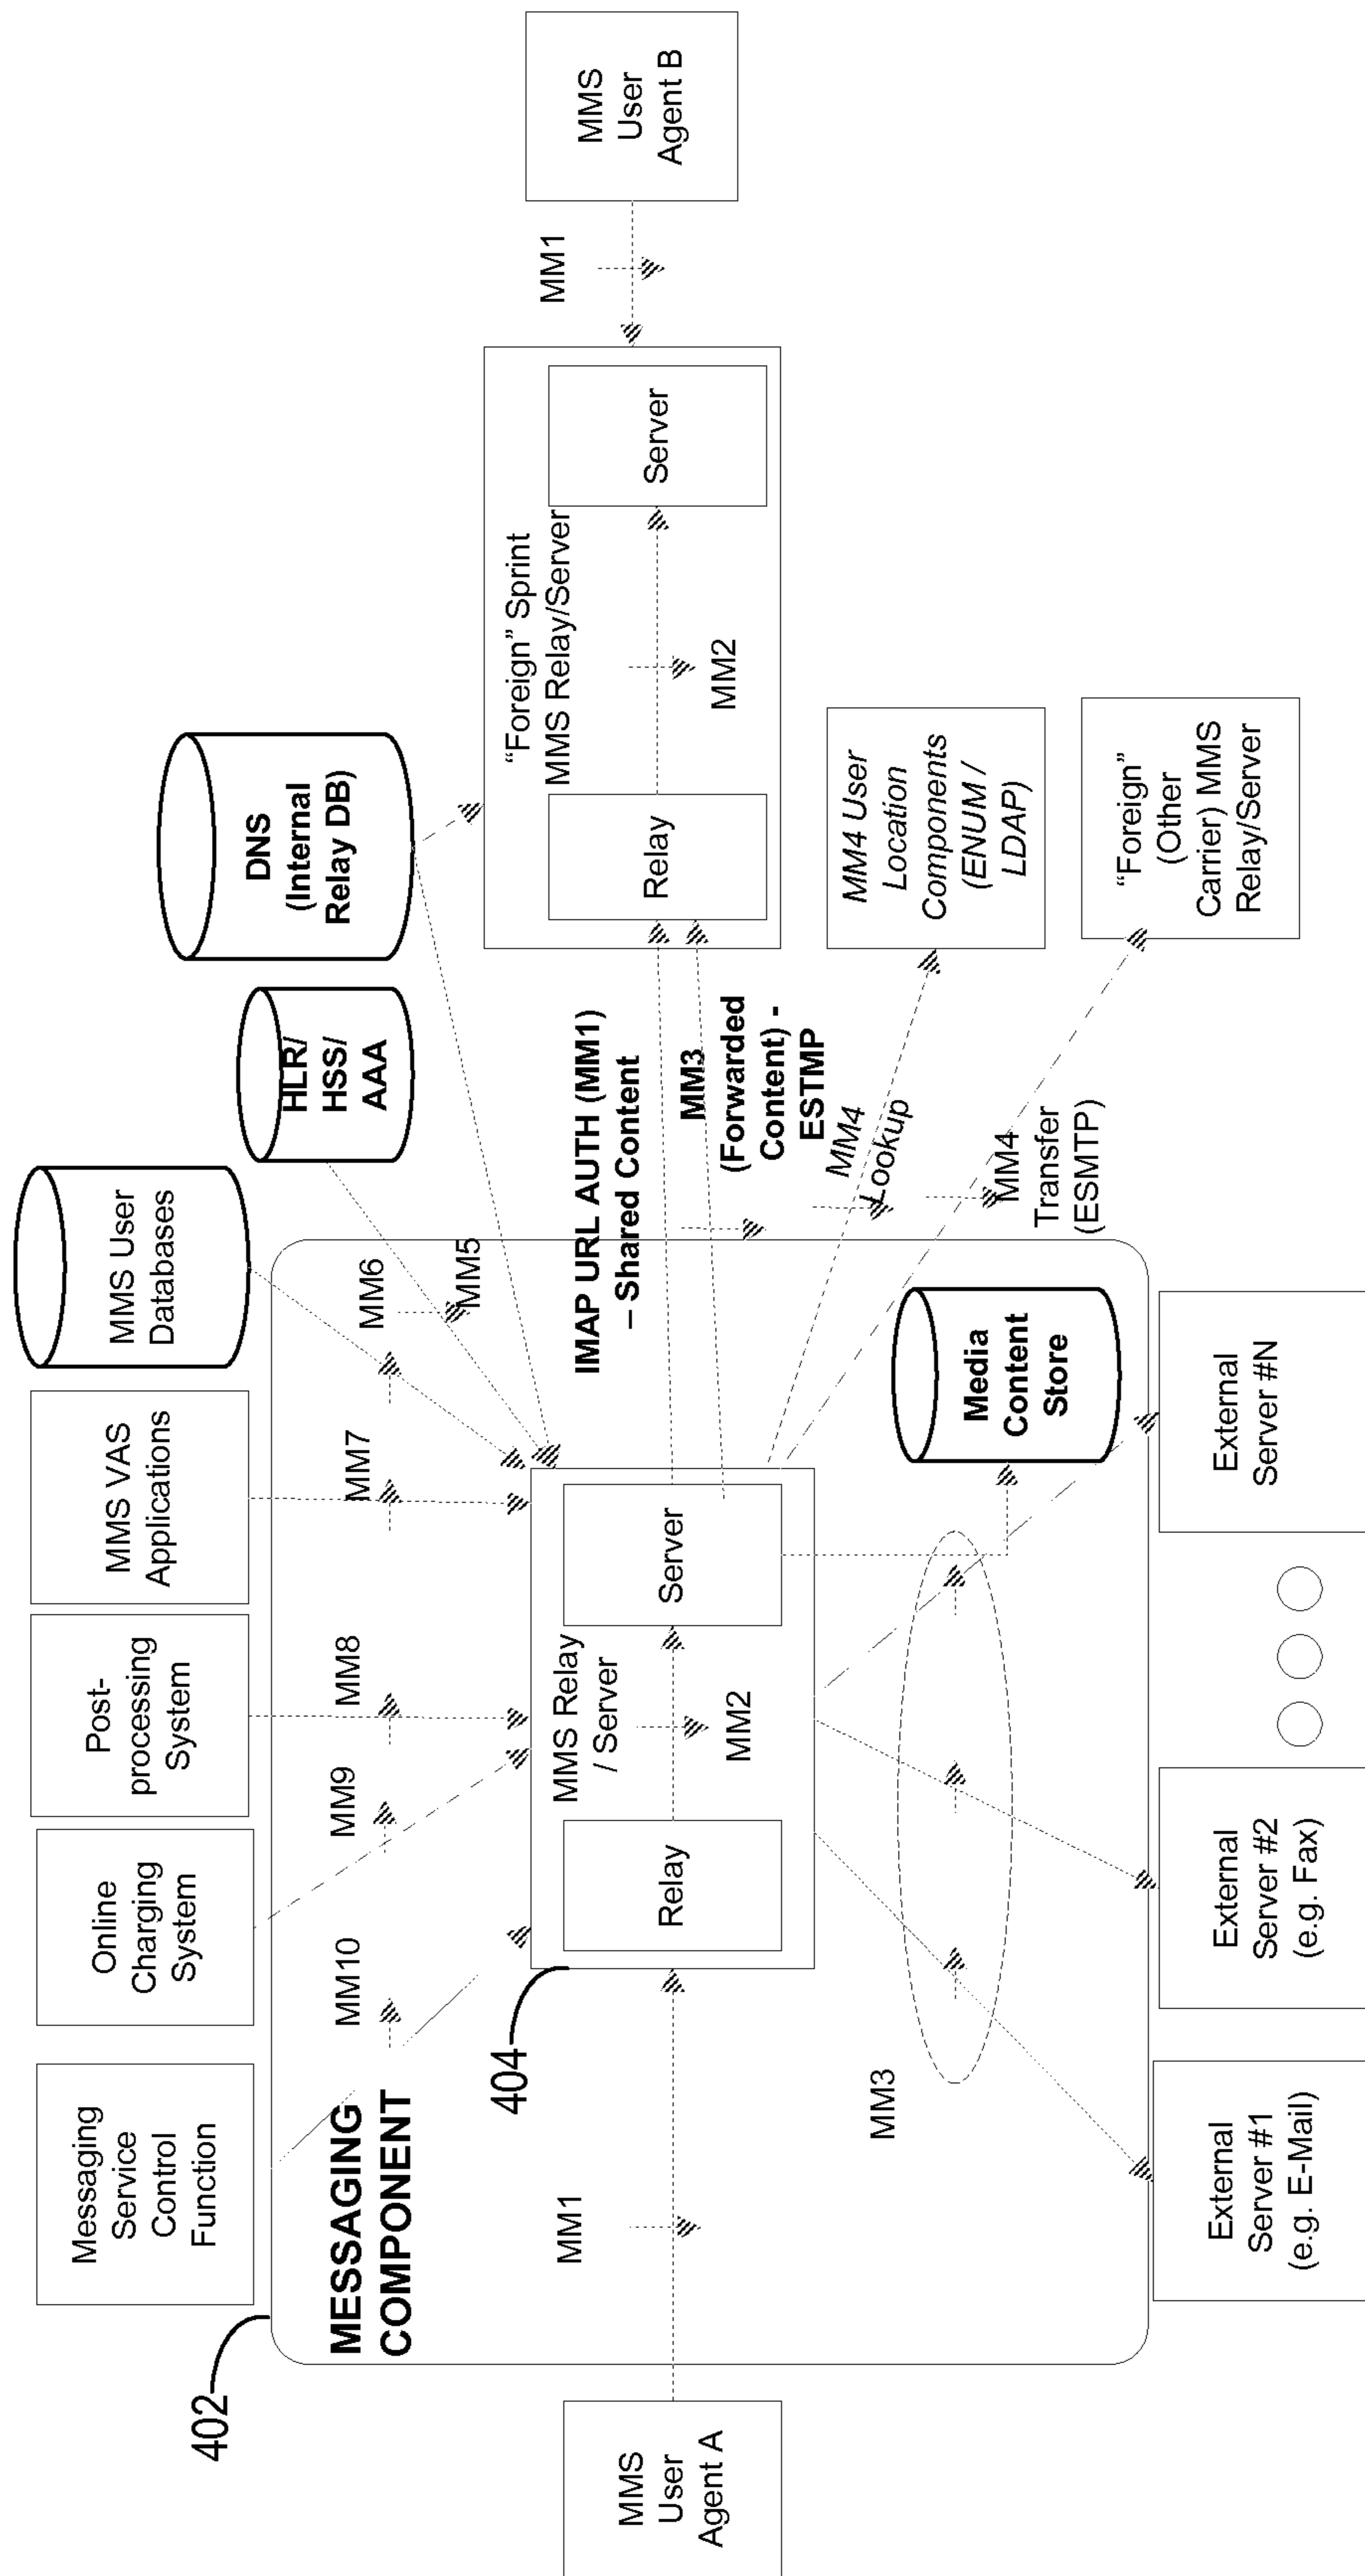 402
Messaging
Service
Control
Function
Online
Charging
System
Post-
processing
System
MMS VAS
Applications
MMS User
Databases
HLR/
HSS/
AAA
DNS
(Internal
Relay DB)
MESSAGING
COMPONENT
MM10
MM9
MM8
MM7
MM6
MM5
404
MMS
User
Agent A
MM1
MMS Relay
/ Server
Relay
MM2
Server
IMAP URL AUTH (MM1)
– Shared Content
MM3
(Forwarded
Content) -
ESTMP
"Foreign" Sprint
MMS Relay/Server
Relay
MM2
Server
MM1
MMS
User
Agent B
MM4
Lookup
MM4
Transfer
(ESMTP)
MM4 User
Location
Components
(ENUM /
LDAP)
"Foreign"
(Other
Carrier) MMS
Relay/Server
MM3
Media
Content
Store
External
Server #1
(e.g. E-Mail)
External
Server #2
(e.g. Fax)
External
Server #N